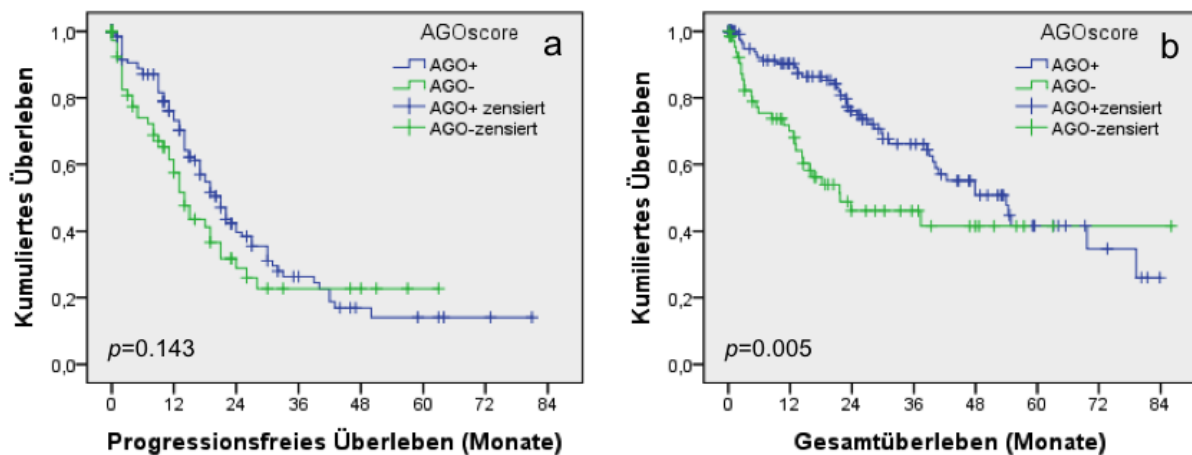 AGOscore
a
AGO+
AGO-
AGO+ zensiert
AGO-zensiert
Kumuliertes Überleben
1,0
0,8
0,6
0,4
0,2
0,0
p=0.143
0 12 24 36 48 60 72 84
Progressionsfreies Überleben (Monate)
AGOscore
b
AGO+
AGO-
AGO+zensiert
AGO-zensiert
Kumiliertes Überleben
1,0
0,8
0,6
0,4
0,2
0,0
p=0.005
0 12 24 36 48 60 72 84
Gesamtüberleben (Monate)